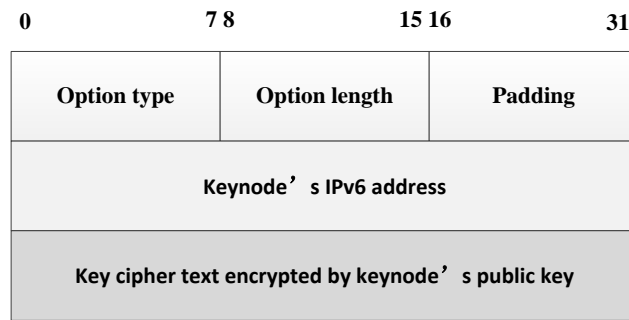 0 7 8 15 16 31
Option type Option length Padding
Keynode’s IPv6 address
Key cipher text encrypted by keynode’s public key